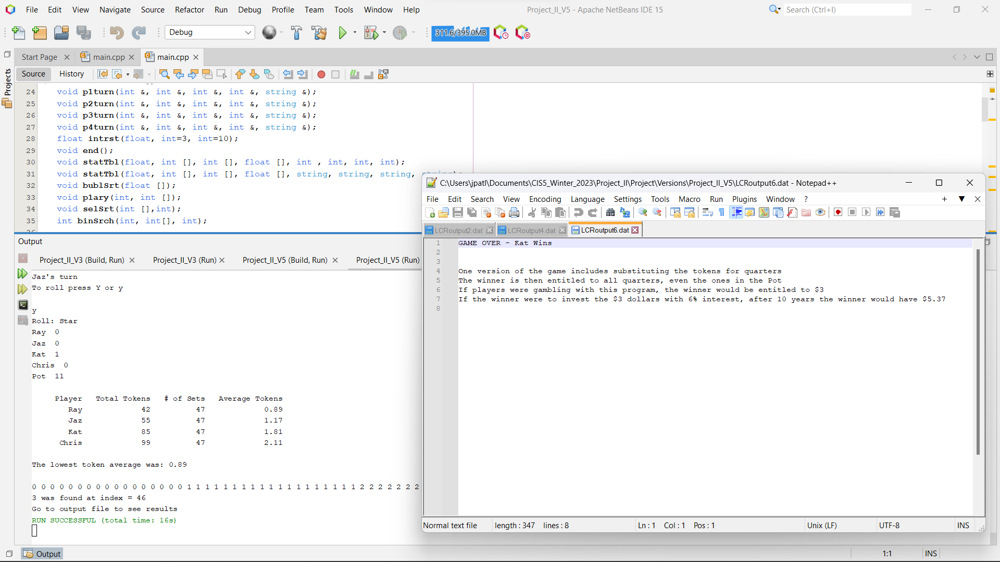 File Edit View Navigate Source Refactor Run Debug Profile Team Tools Window Help
Project_II_V5 - Apache NetBeans IDE 15
Search (Ctrl+I)
Debug
311.6/395.0MB
Start Page
main.cpp
main.cpp
Projects
Source
History
24 void p1turn(int &, int &, int &, int &, string &);
25 void p2turn(int &, int &, int &, int &, string &);
26 void p3turn(int &, int &, int &, int &, string &);
27 void p4turn(int &, int &, int &, int &, string &);
28 float intrst(float, int=3, int=10);
29 void end();
30 void statTbl(float, int [], int [], float [], int , int, int, int);
31 void statTbl(float, int [], int [], float [], string, string, string,
32 void bublSrt(float []);
33 void plary(int, int []);
34 void selSrt(int [],int);
35 int binSrch(int, int[], int);
Output
Project_II_V3 (Build, Run)
Project_II_V3 (Run)
Project_II_V5 (Build, Run)
Project_II_V5 (Run)
Jaz's turn
To roll press Y or y
y
Roll: Star
Ray 0
Jaz 0
Kat 1
Chris 0
Pot 11
Player Total Tokens # of Sets Average Tokens
Ray 42 47 0.89
Jaz 55 47 1.17
Kat 85 47 1.81
Chris 99 47 2.11
The lowest token average was: 0.89
0 0 0 0 0 0 0 0 0 0 0 0 0 0 0 0 0 1 1 1 1 1 1 1 1 1 1 1 1 1 1 1 1 1 1 1 2 2 2 2 2 2 2
3 was found at index = 46
Go to output file to see results
RUN SUCCESSFUL (total time: 16s)
Output
1:1
INS
C:\Users\jpatl\Documents\CIS5_Winter_2023\Project_II\Project\Versions\Project_II_V5\LCRoutput6.dat - Notepad++
File Edit Search View Encoding Language Settings Tools Macro Run Plugins Window ?
LCRoutput2.dat
LCRoutput4.dat
LCRoutput6.dat
1 GAME OVER - Kat Wins
2
3
4 One version of the game includes substituting the tokens for quarters
5 The winner is then entitled to all quarters, even the ones in the Pot
6 If players were gambling with this program, the winner would be entitled to $3
7 If the winner were to invest the $3 dollars with 6% interest, after 10 years the winner would have $5.37
8
Normal text file
length : 347 lines : 8
Ln : 1 Col : 1 Pos : 1
Unix (LF)
UTF-8
INS